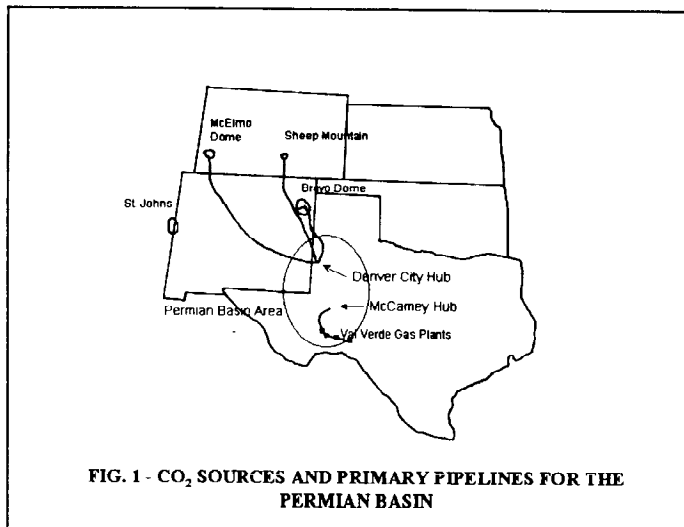 McElmo
Dome
Sheep Mountain
Bravo Dome
St Johns
Denver City Hub
McCamey Hub
Permian Basin Area
Val Verde Gas Plants
FIG. 1 - CO₂ SOURCES AND PRIMARY PIPELINES FOR THE
PERMIAN BASIN